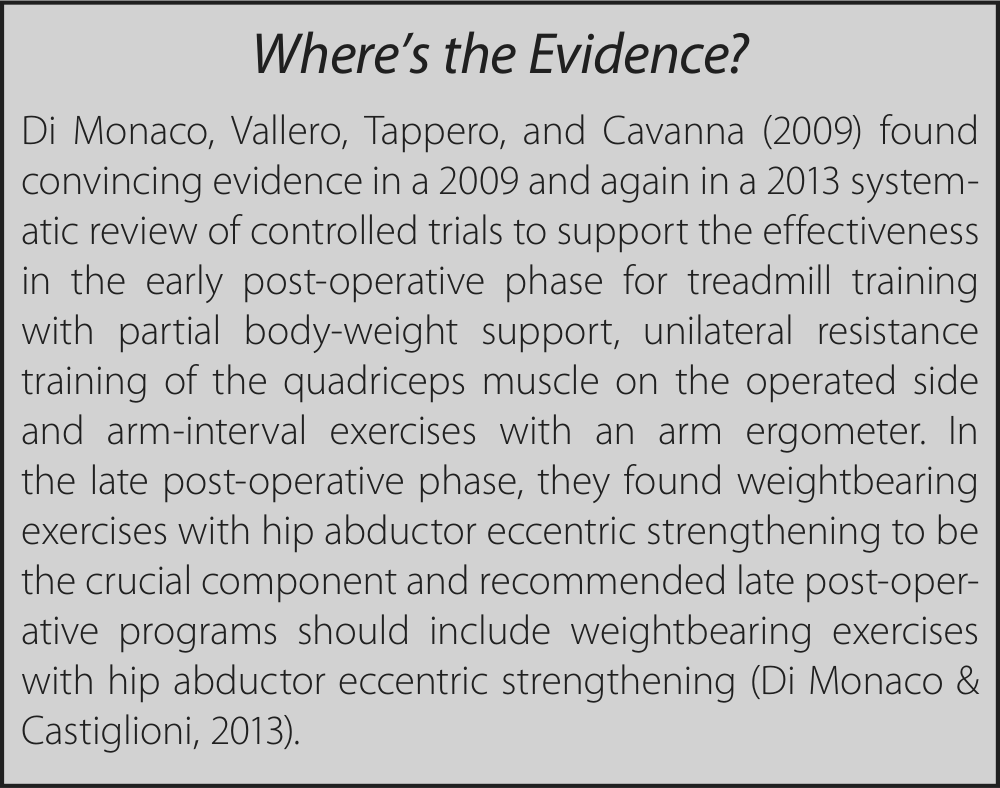 Where’s the Evidence?
Di Monaco, Vallero, Tappero, and Cavanna (2009) found
convincing evidence in a 2009 and again in a 2013 system-
atic review of controlled trials to support the effectiveness
in the early post-operative phase for treadmill training
with partial body-weight support, unilateral resistance
training of the quadriceps muscle on the operated side
and arm-interval exercises with an arm ergometer. In
the late post-operative phase, they found weightbearing
exercises with hip abductor eccentric strengthening to be
the crucial component and recommended late post-oper-
ative programs should include weightbearing exercises
with hip abductor eccentric strengthening (Di Monaco &
Castiglioni, 2013).